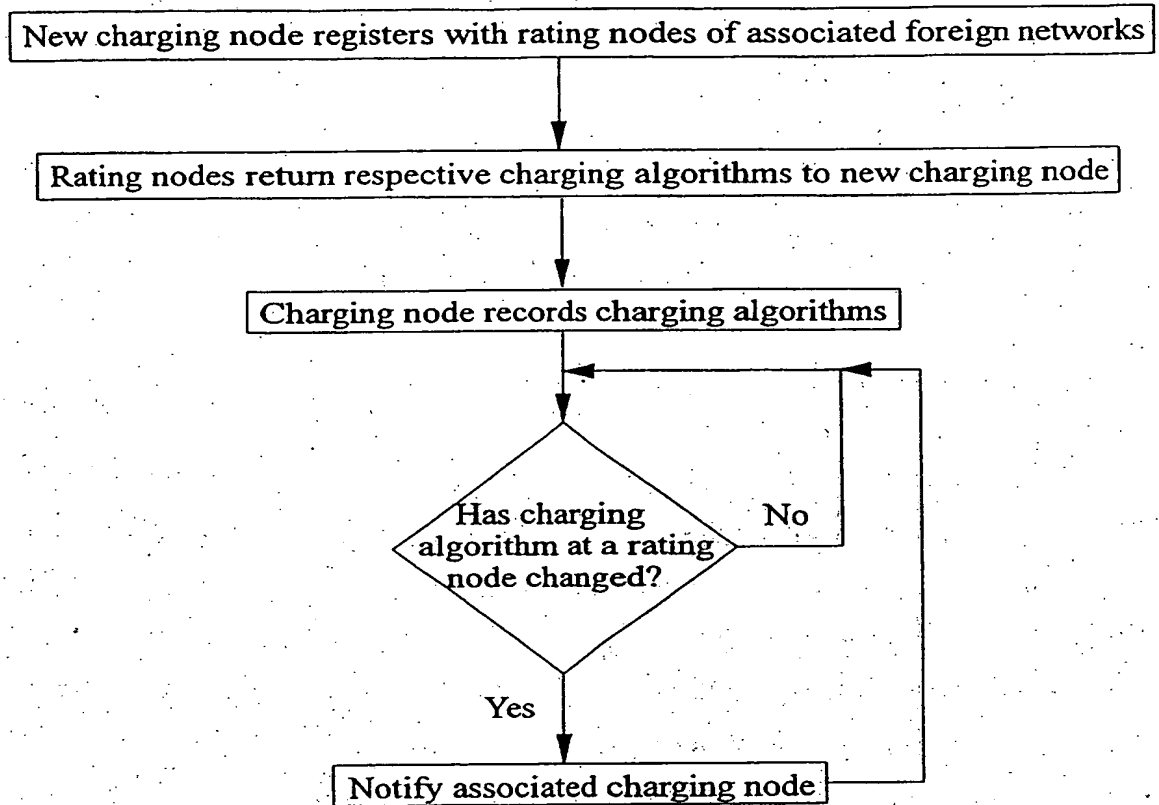 New charging node registers with rating nodes of associated foreign networks
Rating nodes return respective charging algorithms to new charging node
Charging node records charging algorithms
Has charging
algorithm at a rating
node changed?
No
Yes
Notify associated charging node